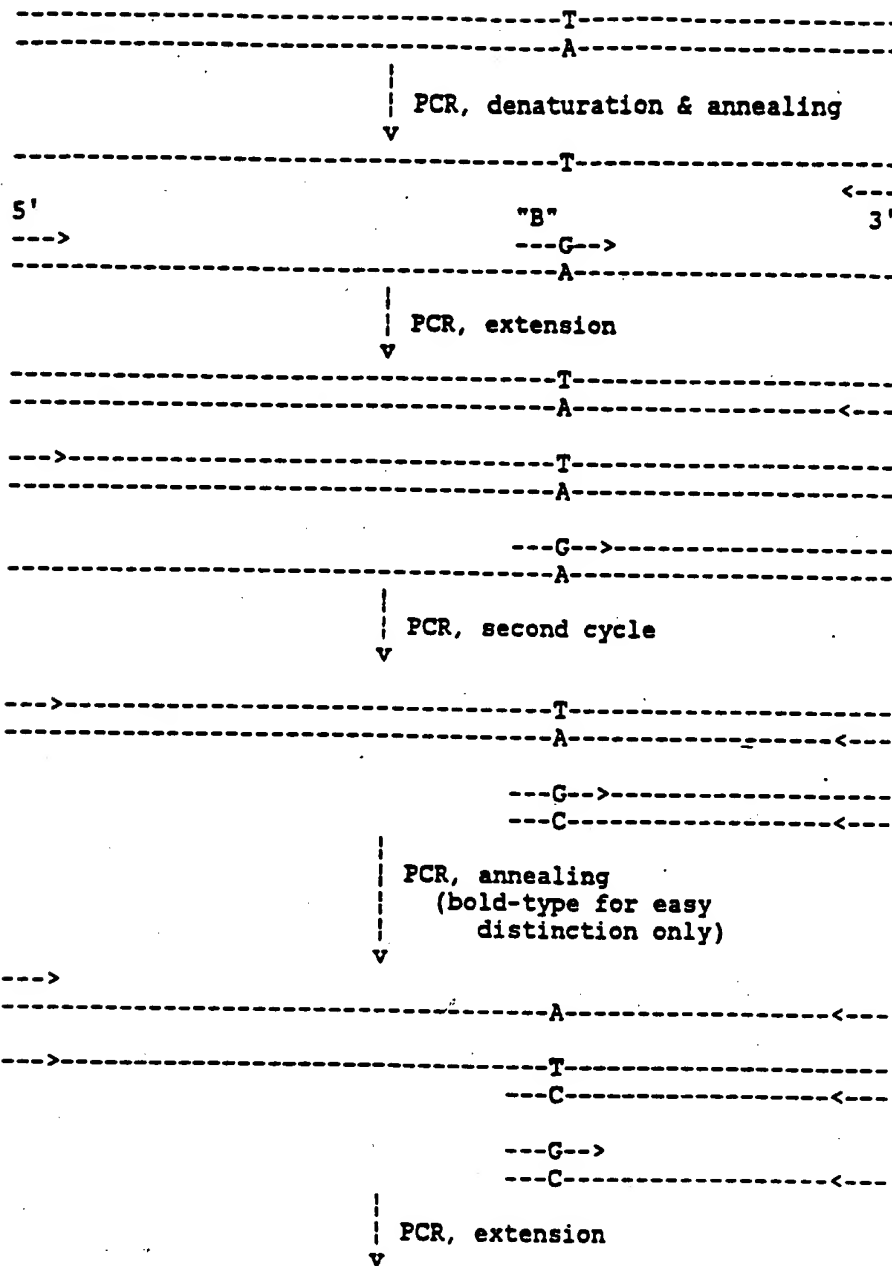 ------------------------------------T---------------------
------------------------------------A---------------------
PCR, denaturation & annealing
v
------------------------------------T---------------------
<---
5' "B" 3'
---> ---G-->
------------------------------------A---------------------
PCR, extension
v
------------------------------------T---------------------
------------------------------------A-----------------<---
--->--------------------------------T---------------------
------------------------------------A---------------------
---G-->------------------
------------------------------------A---------------------
PCR, second cycle
v
--->--------------------------------T---------------------
------------------------------------A-----------------<---
---G-->------------------
---C-----------------<---
PCR, annealing
(bold-type for easy
distinction only)
v
--->
------------------------------------A-----------------<---
--->--------------------------------T---------------------
---C-----------------<---
---G-->
---C-----------------<---
PCR, extension
v